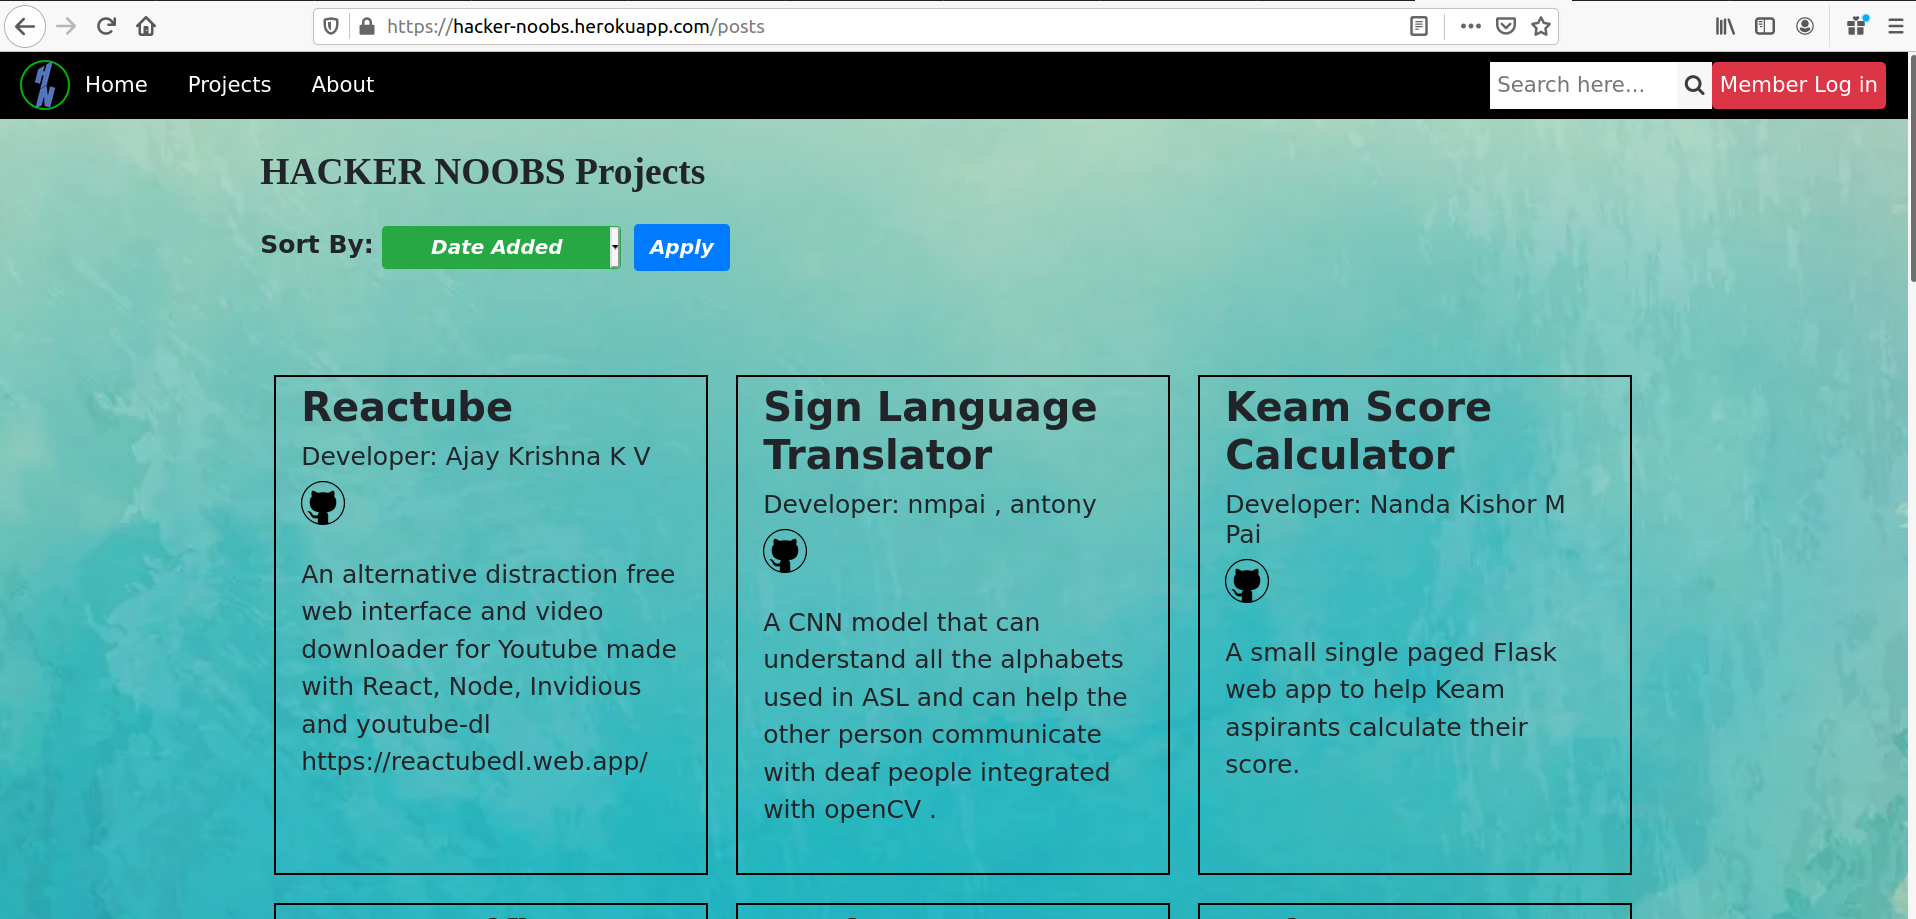 https://hacker-noobs.herokuapp.com/posts
Home Projects About Search here... Member Log in
HACKER NOOBS Projects
Sort By: Date Added Apply
Reactube
Developer: Ajay Krishna K V
An alternative distraction free
web interface and video
downloader for Youtube made
with React, Node, Invidious
and youtube-dl
https://reactubedl.web.app/
Sign Language
Translator
Developer: nmpai , antony
A CNN model that can
understand all the alphabets
used in ASL and can help the
other person communicate
with deaf people integrated
with openCV .
Keam Score
Calculator
Developer: Nanda Kishor M
Pai
A small single paged Flask
web app to help Keam
aspirants calculate their
score.